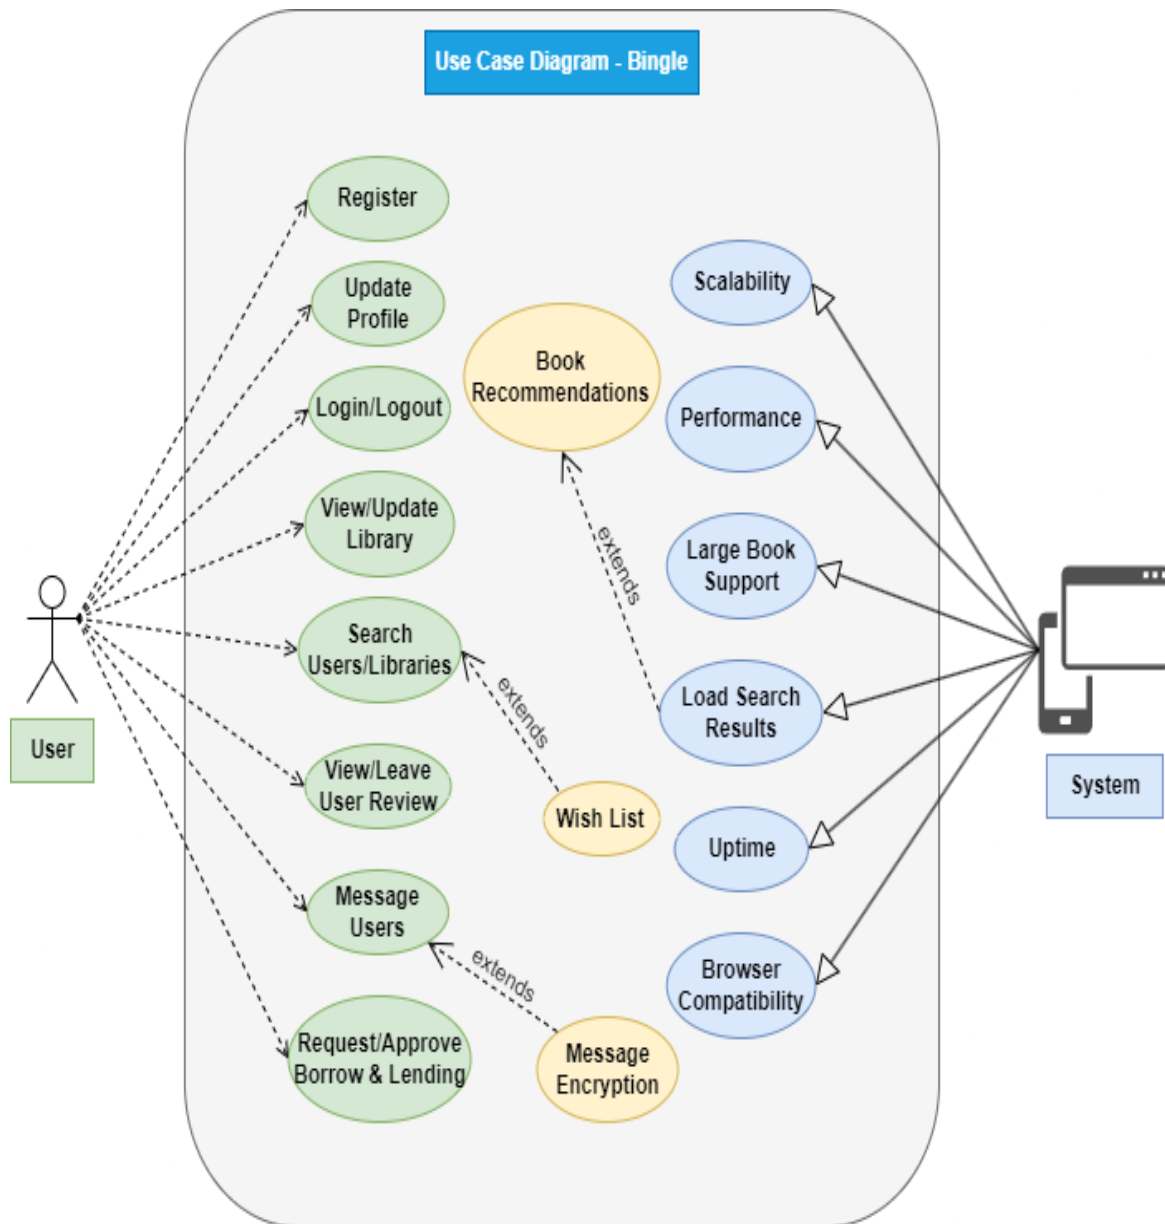 Use Case Diagram - Bingle
Register
Update
Profile
Login/Logout
View/Update
Library
Search
Users/Libraries
View/Leave
User Review
Message
Users
Request/Approve
Borrow & Lending
User
Book
Recommendations
extends
extends
Wish List
extends
Message
Encryption
Scalability
Performance
Large Book
Support
Load Search
Results
Uptime
Browser
Compatibility
System